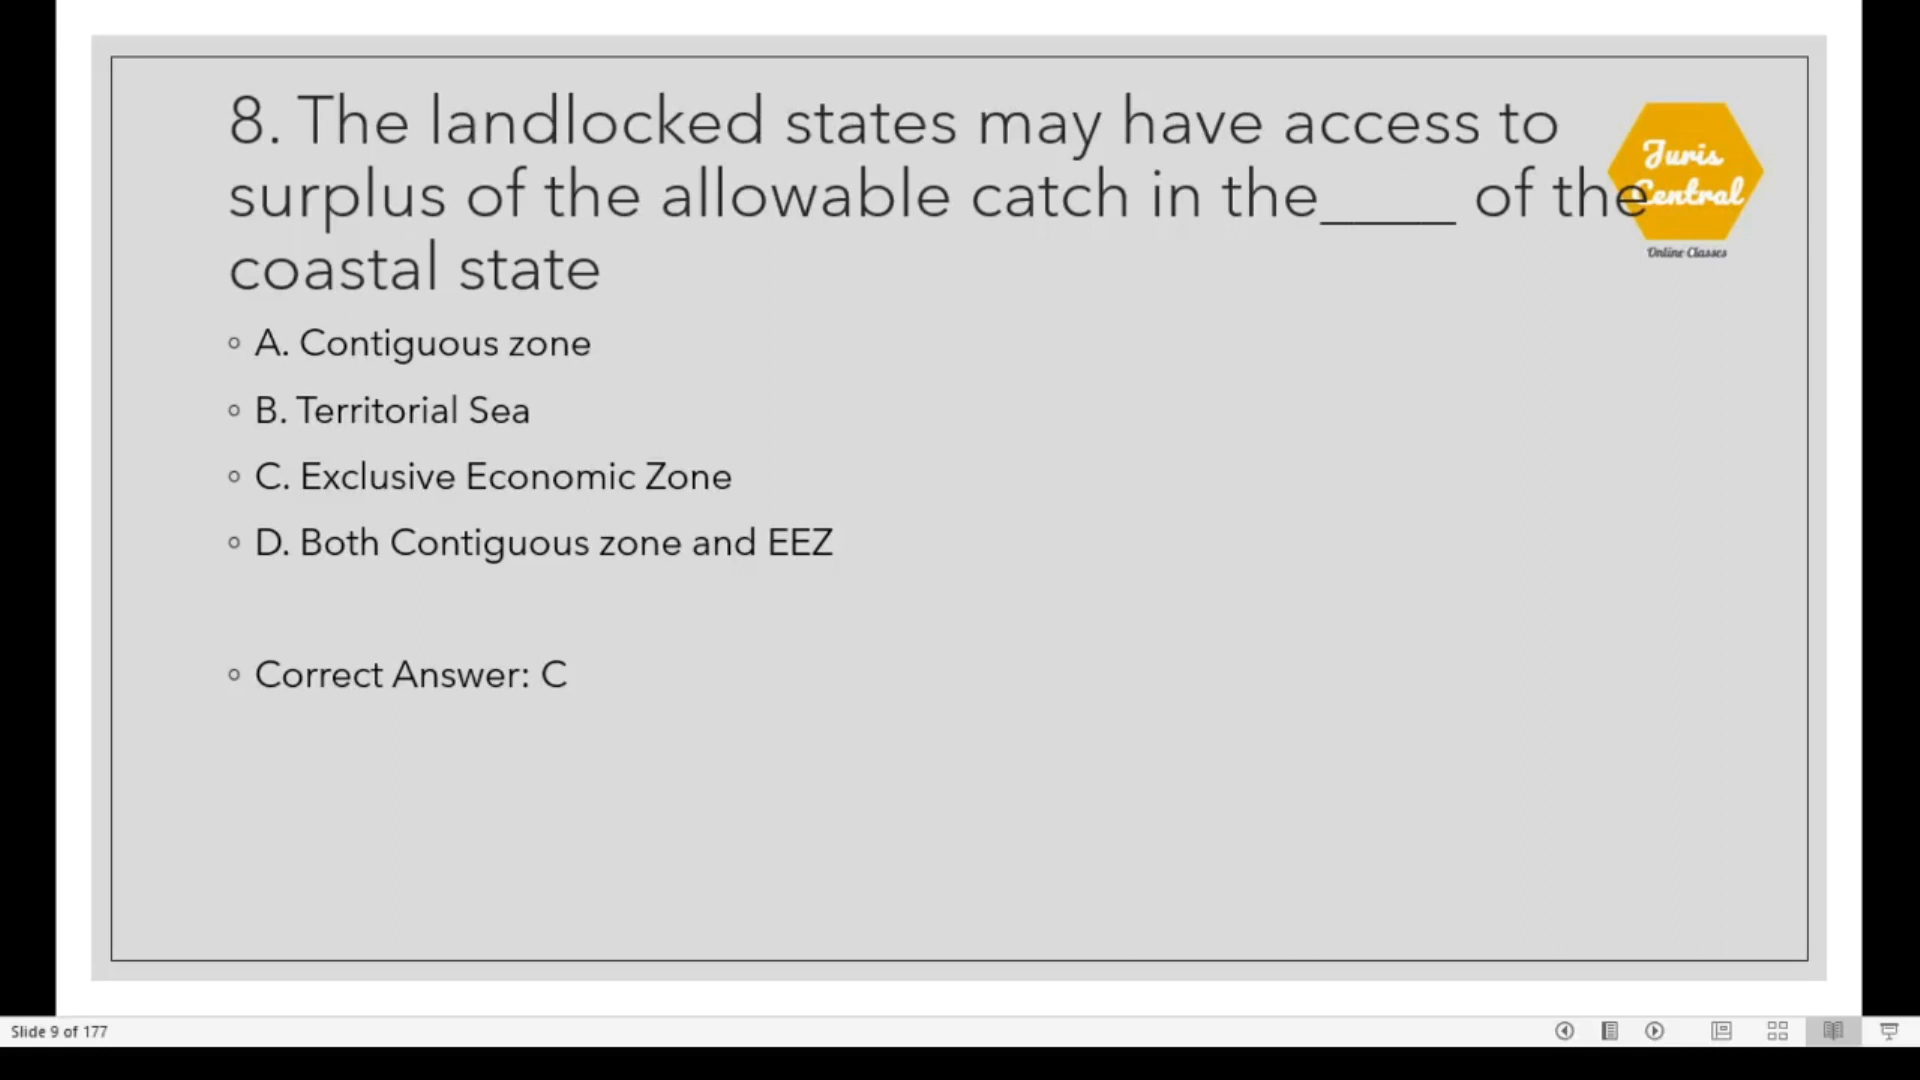 8. The landlocked states may have access to
surplus of the allowable catch in the_____ of the
coastal state
Juris
Central
Online Classes
◦ A. Contiguous zone
◦ B. Territorial Sea
◦ C. Exclusive Economic Zone
◦ D. Both Contiguous zone and EEZ
◦ Correct Answer: C
Slide 9 of 177